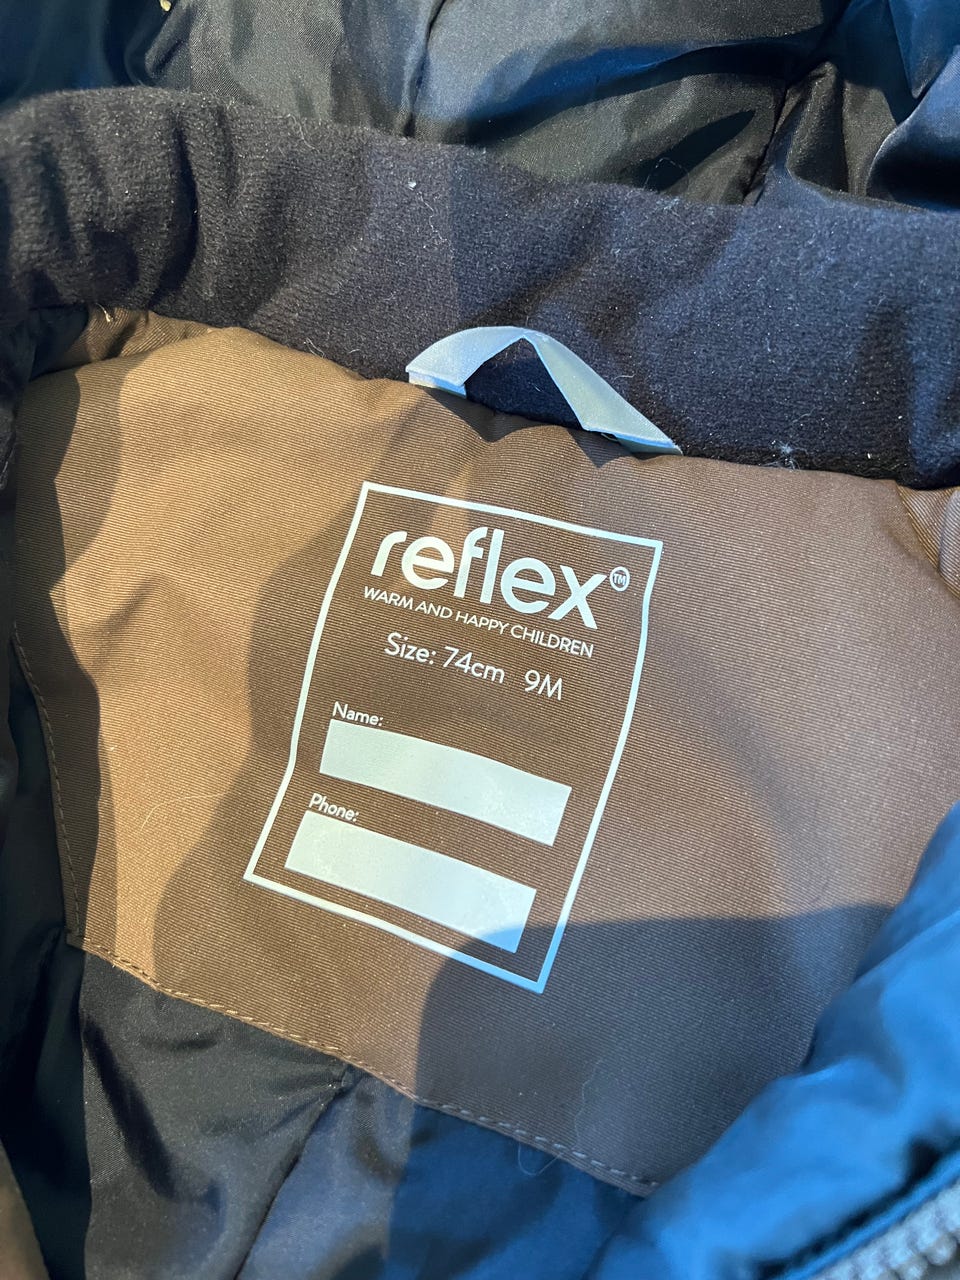 reflex™
WARM AND HAPPY CHILDREN
Size: 74cm 9M
Name:
Phone: